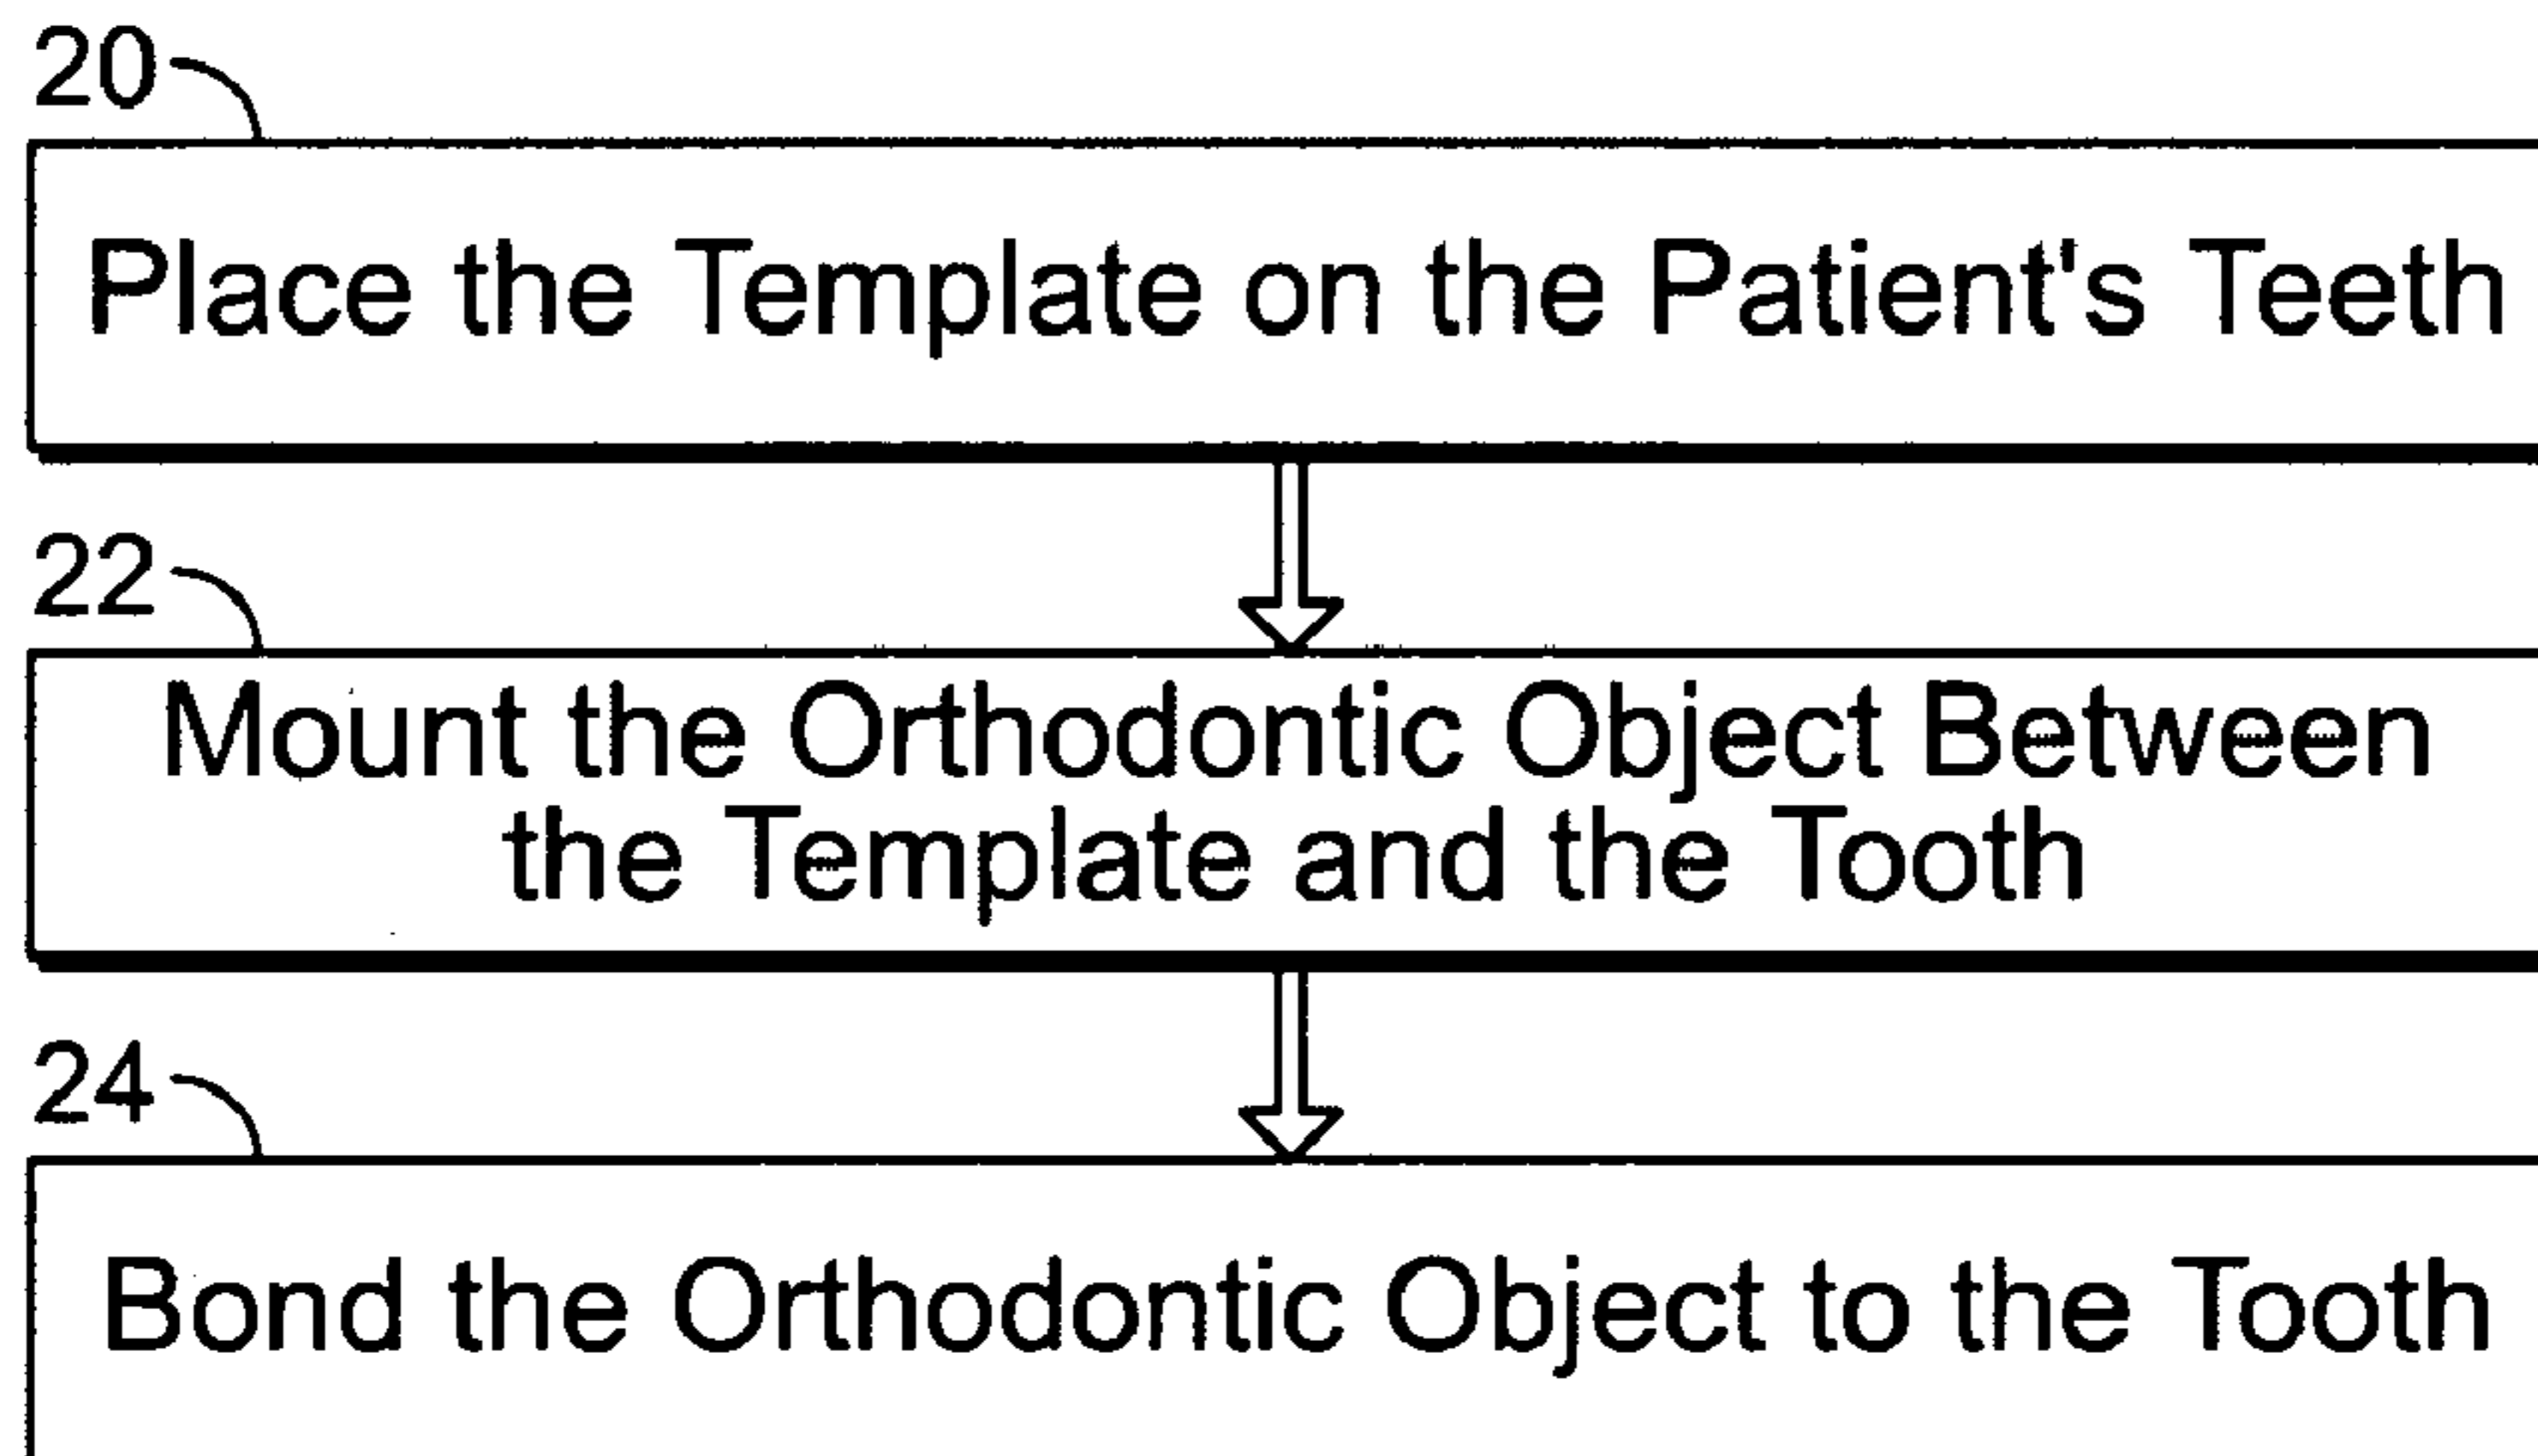 20
Place the Template on the Patient's Teeth
22
Mount the Orthodontic Object Between
the Template and the Tooth
24
Bond the Orthodontic Object to the Tooth